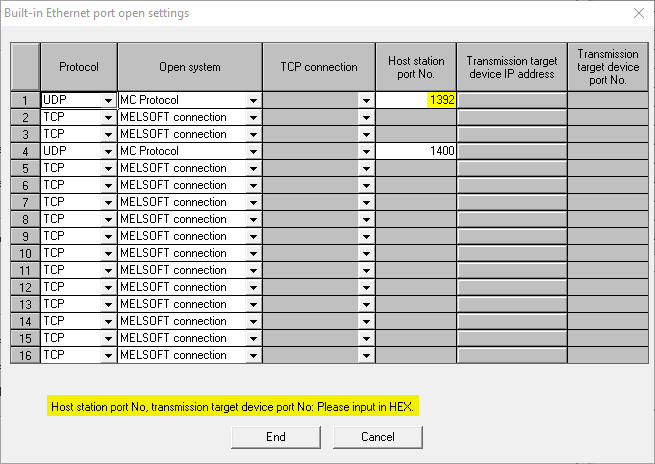 Built-in Ethernet port open settings
Protocol Open system TCP connection Host station port No. Transmission target device IP address Transmission target device port No.
1 UDP MC Protocol 1392
2 TCP MELSOFT connection
3 TCP MELSOFT connection
4 UDP MC Protocol 1400
5 TCP MELSOFT connection
6 TCP MELSOFT connection
7 TCP MELSOFT connection
8 TCP MELSOFT connection
9 TCP MELSOFT connection
10 TCP MELSOFT connection
11 TCP MELSOFT connection
12 TCP MELSOFT connection
13 TCP MELSOFT connection
14 TCP MELSOFT connection
15 TCP MELSOFT connection
16 TCP MELSOFT connection
Host station port No, transmission target device port No: Please input in HEX.
End Cancel